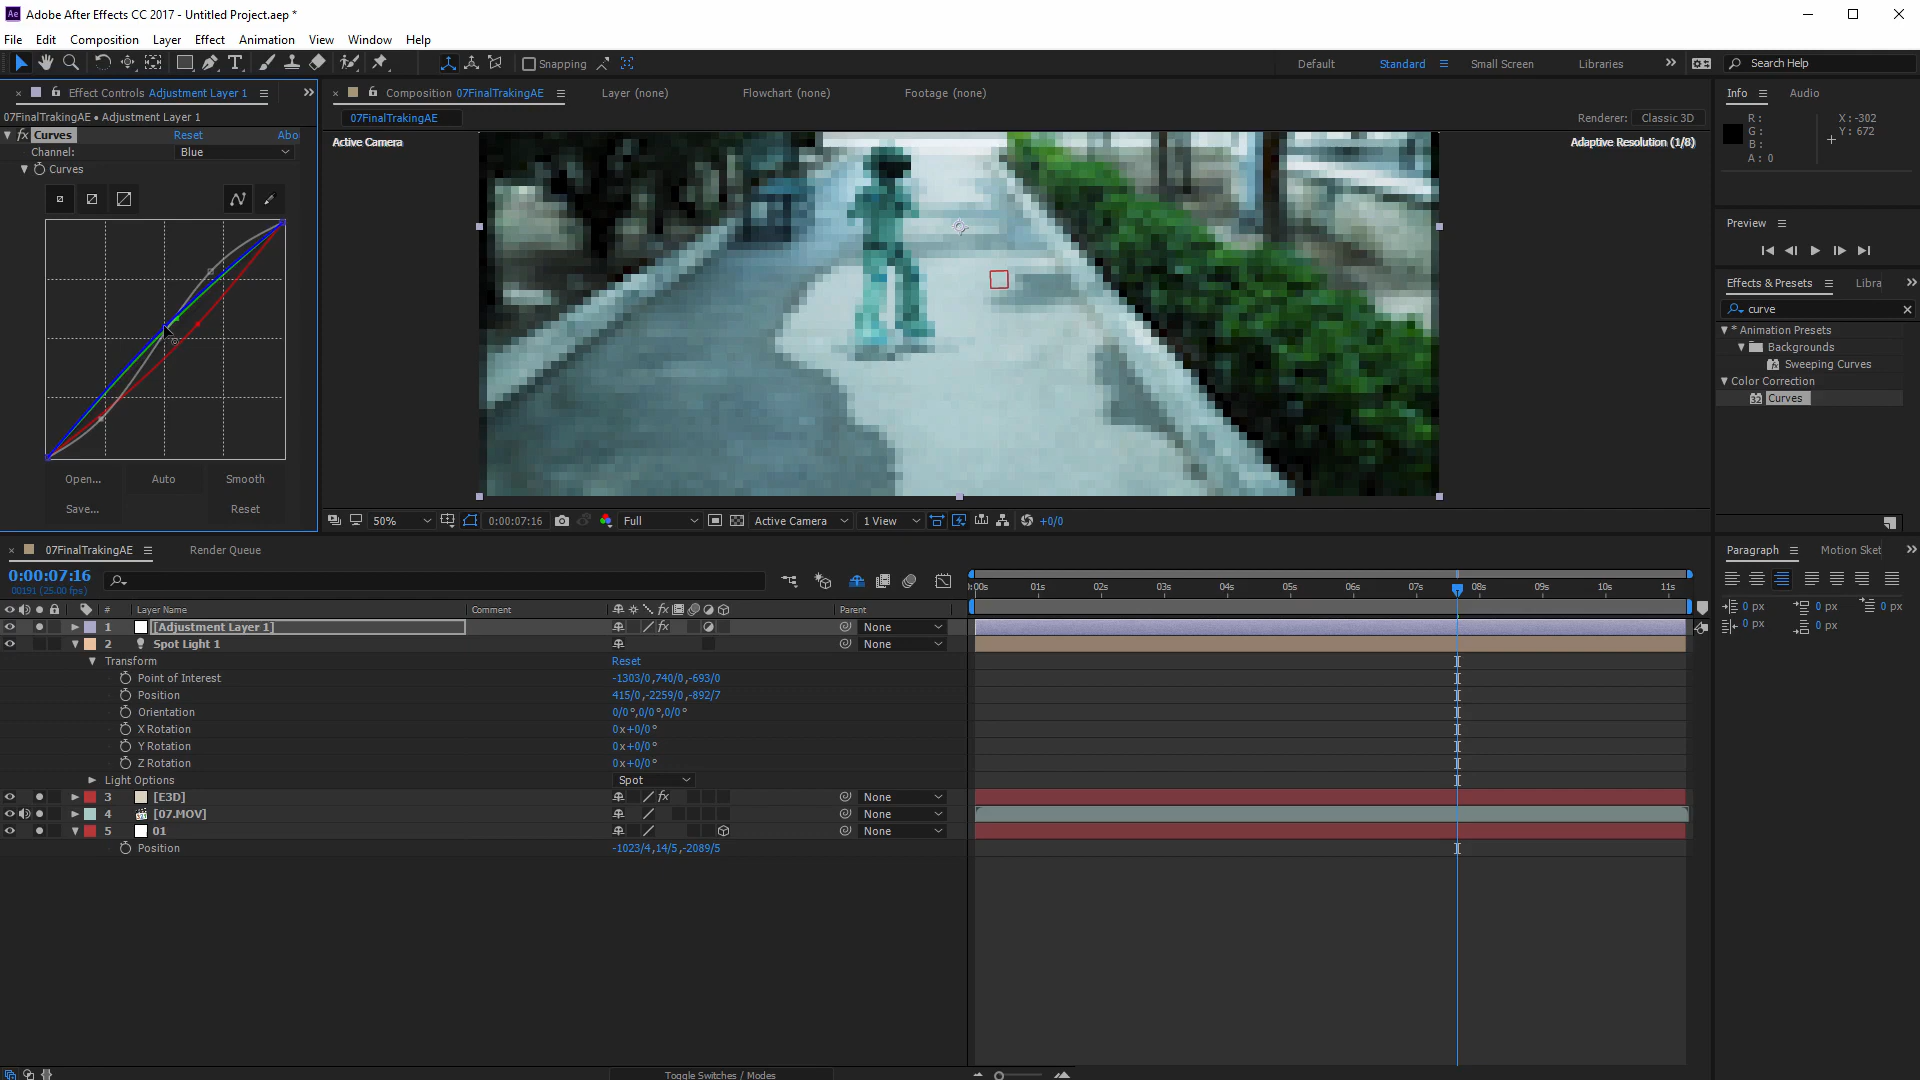 Ae Adobe After Effects CC 2017 - Untitled Project.aep *
File Edit Composition Layer Effect Animation View Window Help
Snapping Default Standard Small Screen Libraries Search Help
Effect Controls Adjustment Layer 1
07FinalTrakingAE • Adjustment Layer 1
fx Curves Reset Abo
Channel: Blue
Curves
Open... Auto Smooth
Save... Reset
Composition 07FinalTrakingAE Layer (none) Flowchart (none) Footage (none)
07FinalTrakingAE Renderer: Classic 3D
Active Camera Adaptive Resolution (1/8)
50% 0:00:07:16 Full Active Camera 1 View +0/0
Info Audio
R : X : -302
G : Y : 672
B :
A : 0
Preview
Effects & Presets Libra
curve
* Animation Presets
Backgrounds
Sweeping Curves
Color Correction
32 Curves
07FinalTrakingAE Render Queue
0:00:07:16
00191 (25.00 fps)
:00s 01s 02s 03s 04s 05s 06s 07s 08s 09s 10s 11s
# Layer Name Comment fx Parent
1 [Adjustment Layer 1] fx None
2 Spot Light 1 None
Transform Reset
Point of Interest -1303/0,740/0,-693/0
Position 415/0,-2259/0,-892/7
Orientation 0/0°,0/0°,0/0°
X Rotation 0x+0/0°
Y Rotation 0x+0/0°
Z Rotation 0x+0/0°
Light Options Spot
3 [E3D] fx None
4 [07.MOV] None
5 01 None
Position -1023/4,14/5,-2089/5
Toggle Switches / Modes
Paragraph Motion Sket
0 px 0 px 0 px
0 px 0 px